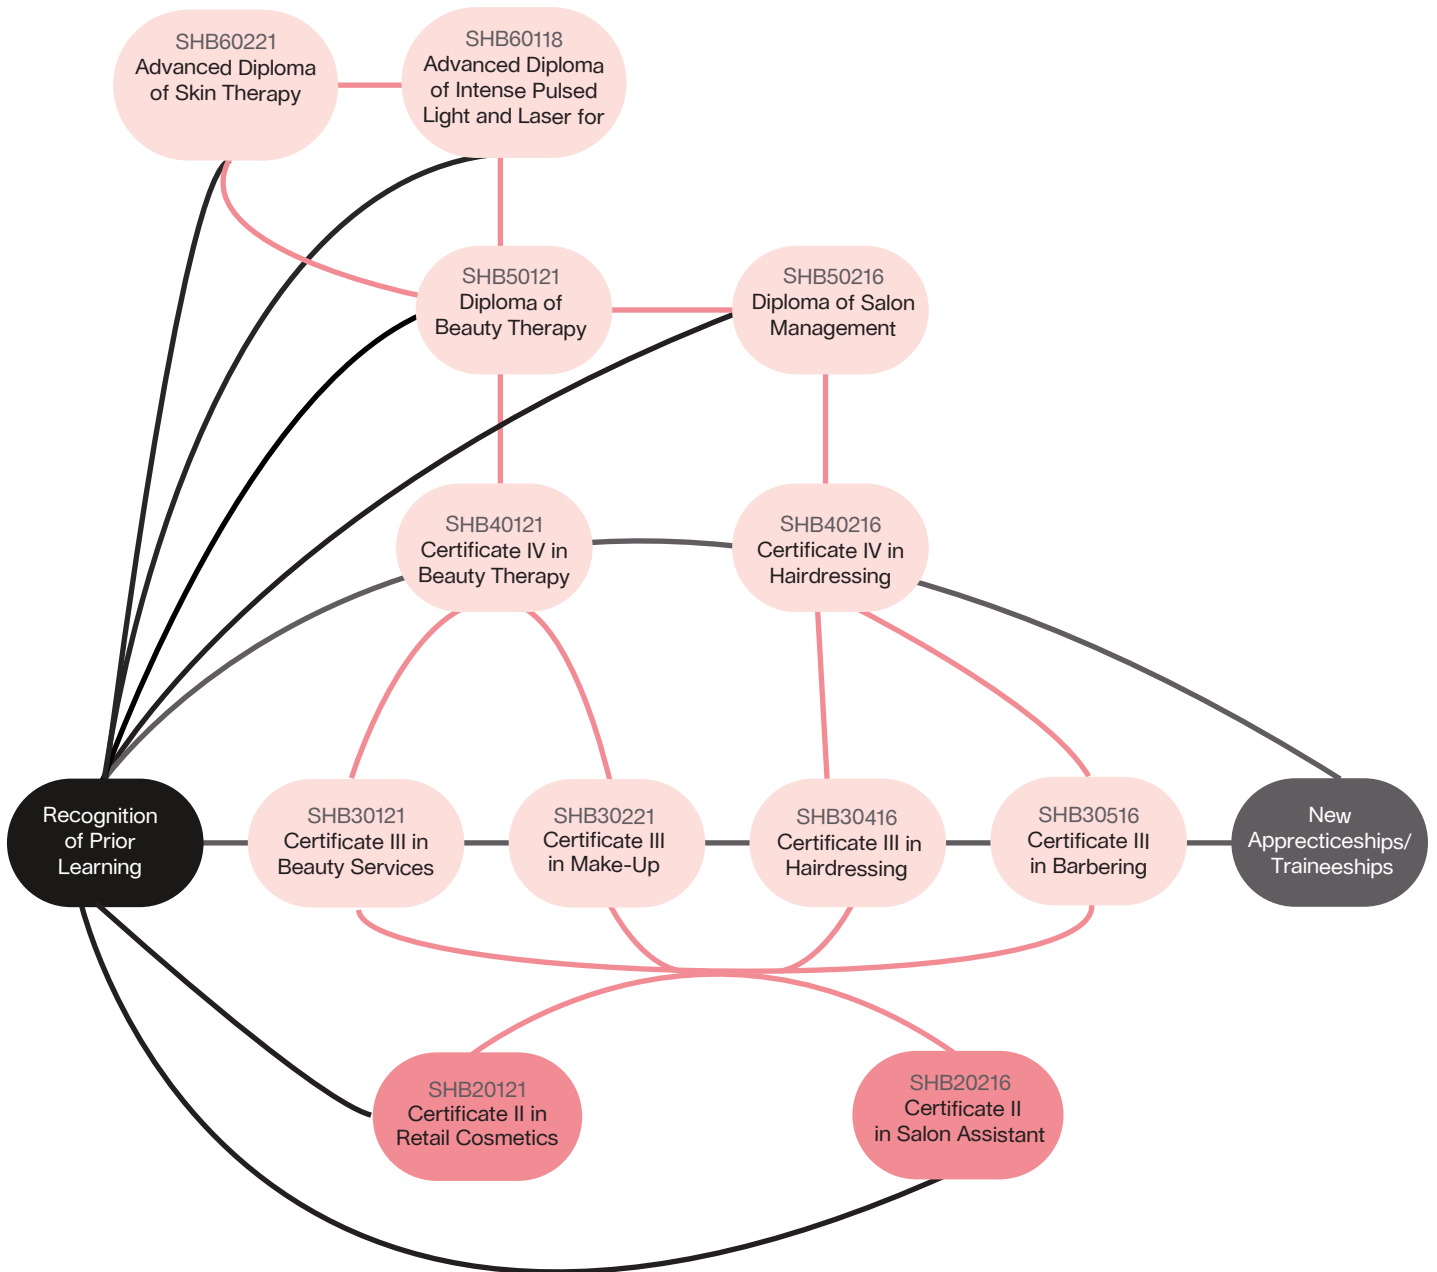 SHB60221
Advanced Diploma
of Skin Therapy
SHB60118
Advanced Diploma
of Intense Pulsed
Light and Laser for
SHB50121
Diploma of
Beauty Therapy
SHB50216
Diploma of Salon
Management
SHB40121
Certificate IV in
Beauty Therapy
SHB40216
Certificate IV in
Hairdressing
Recognition
of Prior
Learning
SHB30121
Certificate III in
Beauty Services
SHB30221
Certificate III
in Make-Up
SHB30416
Certificate III in
Hairdressing
SHB30516
Certificate III
in Barbering
New
Apprecticeships/
Traineeships
SHB20121
Certificate II in
Retail Cosmetics
SHB20216
Certificate II
in Salon Assistant